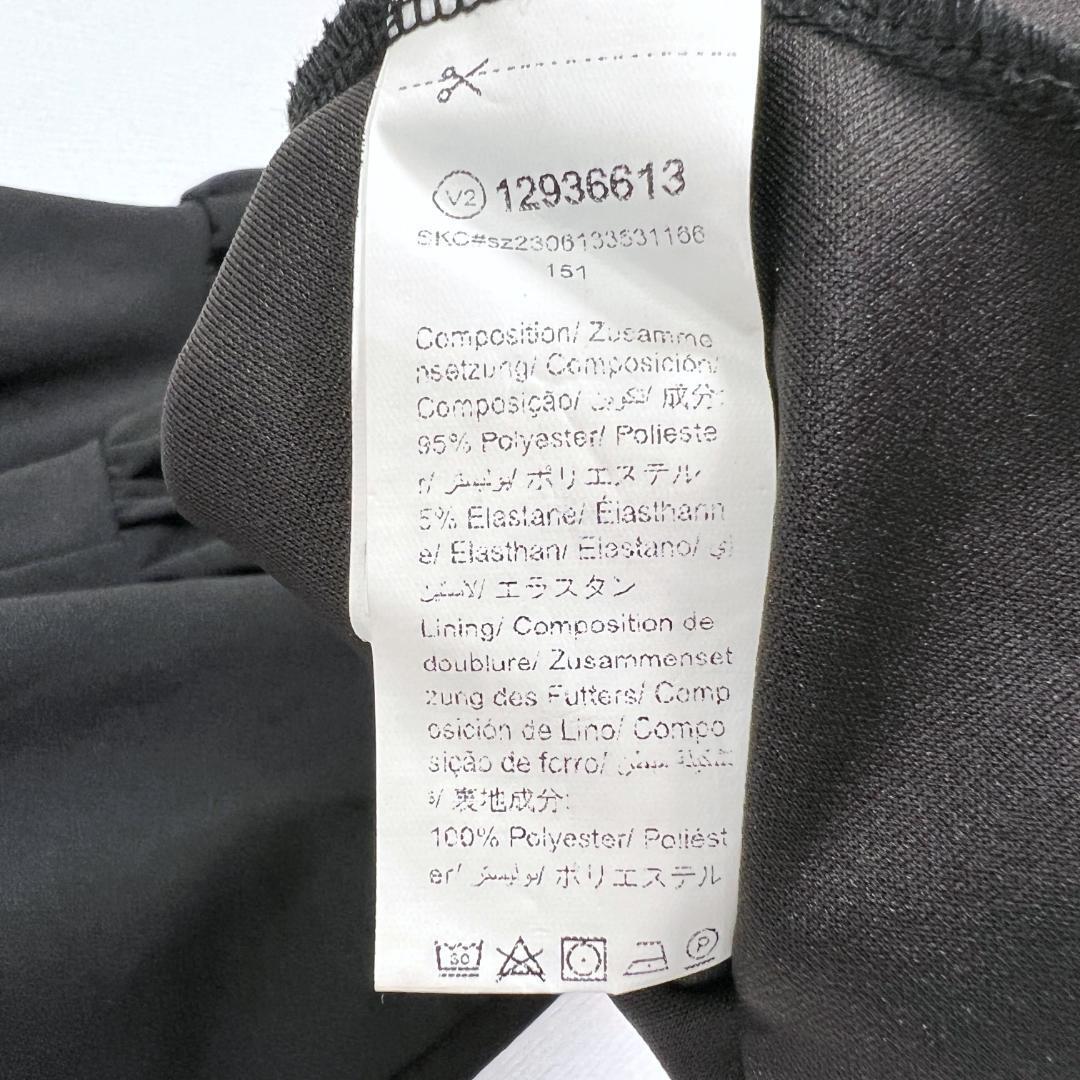 V2 12936613
SKC#sz2306133531166
151
Composition/ Zusamme
nsetzung/ Composición/
Composição/ تكوين/ 成分:
95% Polyester/ Polieste
r/ بوليستر/ ポリエステル
5% Elastane/ Élasthann
e/ Elasthan/ Elastano/
エラスタン
Lining/ Composition de
doublure/ Zusammenset
zung des Futters/ Comp
osición de Lino/ Compo
sição de forro/
裏地成分:
100% Polyester/ Poliést
er/ بوليستر/ ポリエステル
30
P